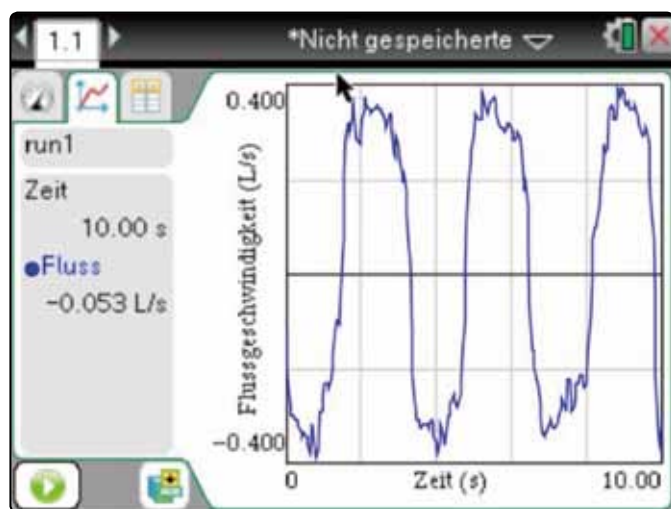 1.1
*Nicht gespeicherte
run1
Zeit
10.00 s
Fluss
-0.053 L/s
0.400
Flussgeschwindigkeit (L/s)
-0.400
0
Zeit (s)
10.00